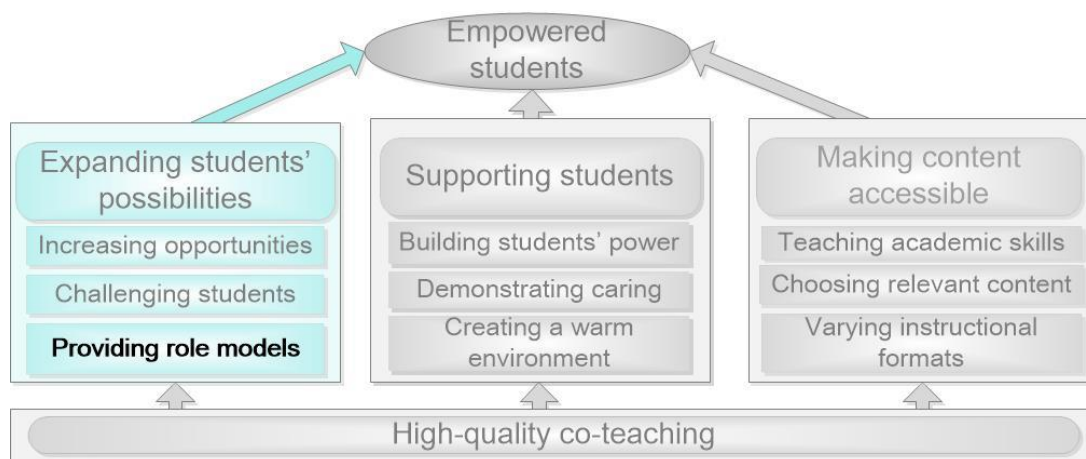 Empowered
students
Expanding students’
possibilities
Increasing opportunities
Challenging students
Providing role models
Supporting students
Building students’ power
Demonstrating caring
Creating a warm
environment
Making content
accessible
Teaching academic skills
Choosing relevant content
Varying instructional
formats
High-quality co-teaching